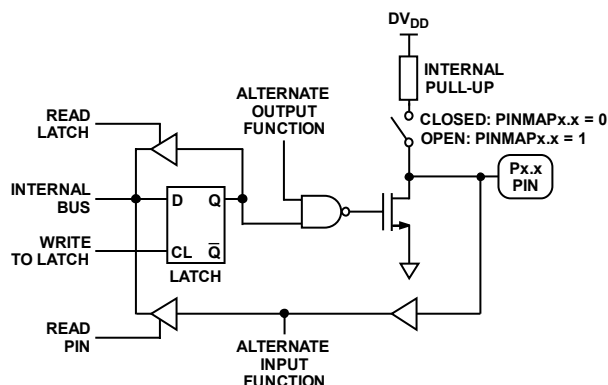 DVDD
INTERNAL
PULL-UP
CLOSED: PINMAPx.x = 0
OPEN: PINMAPx.x = 1
Px.x
PIN
READ
LATCH
ALTERNATE
OUTPUT
FUNCTION
INTERNAL
BUS
D Q
WRITE
TO LATCH
CL Q̅
LATCH
READ
PIN
ALTERNATE
INPUT
FUNCTION